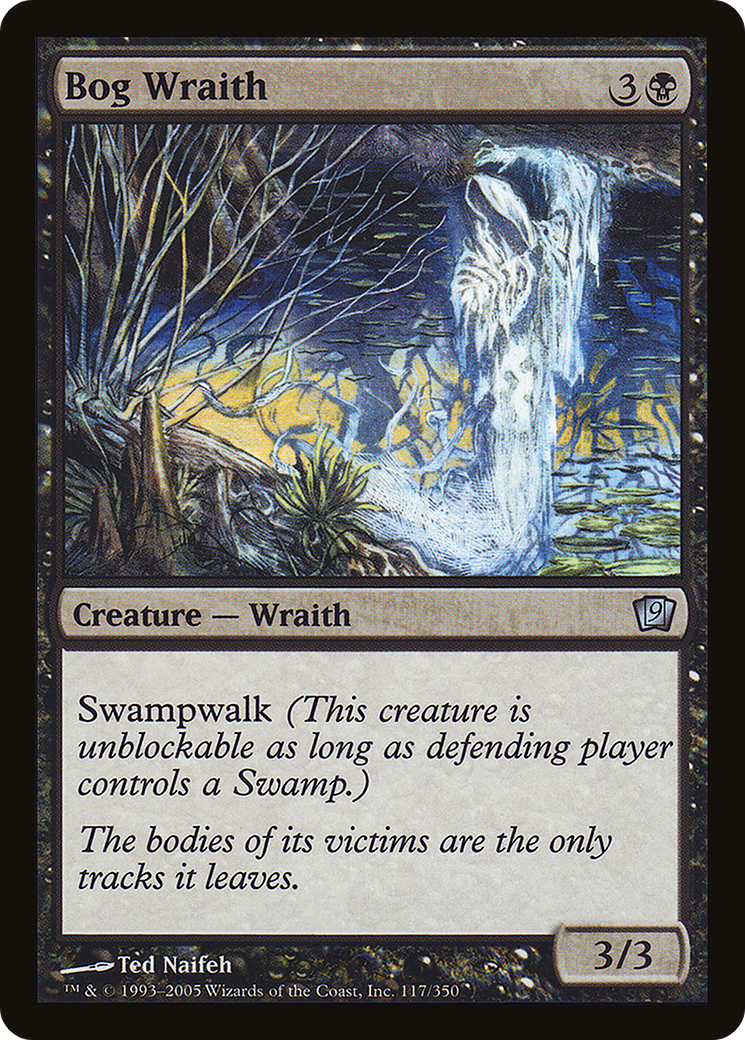 Bog Wraith 3
Creature — Wraith 9
Swampwalk (This creature is
unblockable as long as defending player
controls a Swamp.)
The bodies of its victims are the only
tracks it leaves.
3/3
Ted Naifeh
™ & © 1993–2005 Wizards of the Coast, Inc. 117/350